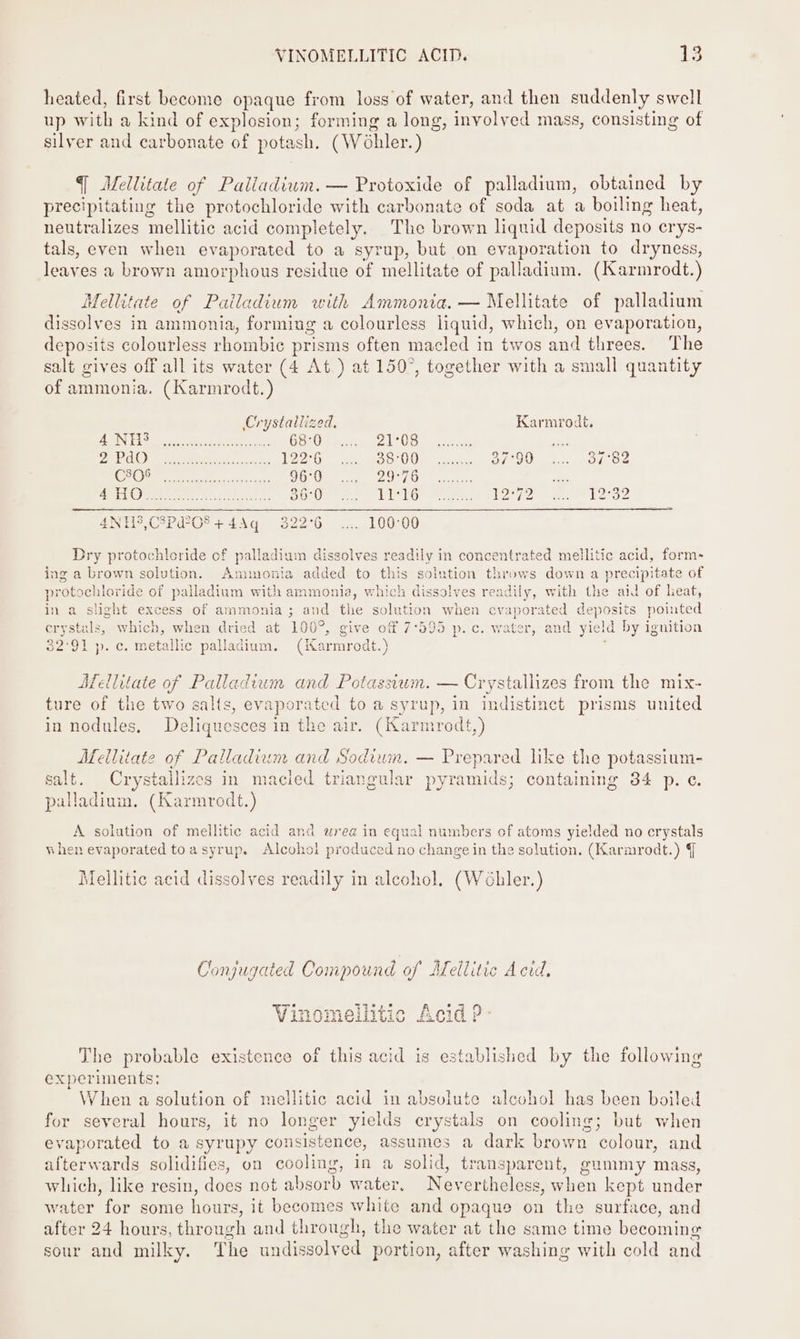 VINOMELLITIC ACID. 13
heated, first become opaque from loss of water, and then suddenly swell
up with a kind of explosion; forming a long, involved mass, consisting of
silver and carbonate of potash. (Wöhler.)
¶ Mellitate of Palladium. — Protoxide of palladium, obtained by
precipitating the protochloride with carbonate of soda at a boiling heat,
neutralizes mellitic acid completely. The brown liquid deposits no crys-
tals, even when evaporated to a syrup, but on evaporation to dryness,
leaves a brown amorphous residue of mellitate of palladium. (Karmrodt.)
Mellitate of Palladium with Ammonia. — Mellitate of palladium
dissolves in ammonia, forming a colourless liquid, which, on evaporation,
deposits colourless rhombic prisms often macled in twos and threes. The
salt gives off all its water (4 At.) at 150°, together with a small quantity
of ammonia. (Karmrodt.)
Crystallized. Karmrodt.
4 NH³ .... 68·0 .... 21·08 ....
2 PdO .... 122·6 .... 38·00 .... 37·90 .... 37·82
C⁸O⁶ .... 96·0 .... 29·76 ....
4 HO .... 36·0 .... 11·16 .... 12·72 .... 12·32
4NH³,C⁸Pd²O⁸ + 4Aq 322·6 .... 100·00
Dry protochloride of palladium dissolves readily in concentrated mellitic acid, form-
ing a brown solution. Ammonia added to this solution throws down a precipitate of
protochloride of palladium with ammonia, which dissolves readily, with the aid of heat,
in a slight excess of ammonia; and the solution when evaporated deposits pointed
crystals, which, when dried at 100°, give off 7·595 p. c. water, and yield by ignition
32·91 p. c. metallic palladium. (Karmrodt.)
Mellitate of Palladium and Potassium. — Crystallizes from the mix-
ture of the two salts, evaporated to a syrup, in indistinct prisms united
in nodules. Deliquesces in the air. (Karmrodt,)
Mellitate of Palladium and Sodium. — Prepared like the potassium-
salt. Crystallizes in macled triangular pyramids; containing 34 p. c.
palladium. (Karmrodt.)
A solution of mellitic acid and urea in equal numbers of atoms yielded no crystals
when evaporated to a syrup. Alcohol produced no change in the solution. (Karmrodt.) ¶
Mellitic acid dissolves readily in alcohol. (Wöhler.)
Conjugated Compound of Mellitic Acid.
Vinomellitic Acid?
The probable existence of this acid is established by the following
experiments:
When a solution of mellitic acid in absolute alcohol has been boiled
for several hours, it no longer yields crystals on cooling; but when
evaporated to a syrupy consistence, assumes a dark brown colour, and
afterwards solidifies, on cooling, in a solid, transparent, gummy mass,
which, like resin, does not absorb water. Nevertheless, when kept under
water for some hours, it becomes white and opaque on the surface, and
after 24 hours, through and through, the water at the same time becoming
sour and milky. The undissolved portion, after washing with cold and